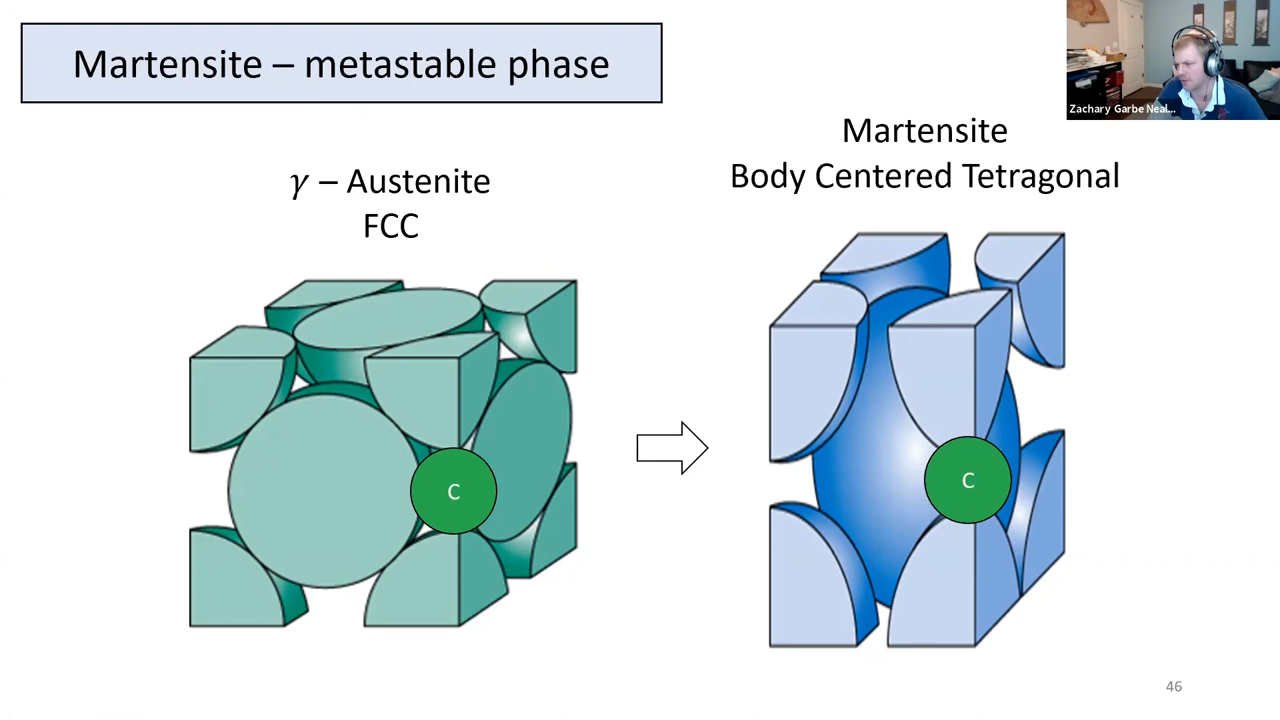 Martensite – metastable phase
Zachary Garbe Neal...
Martensite
Body Centered Tetragonal
γ – Austenite
FCC
C
C
46